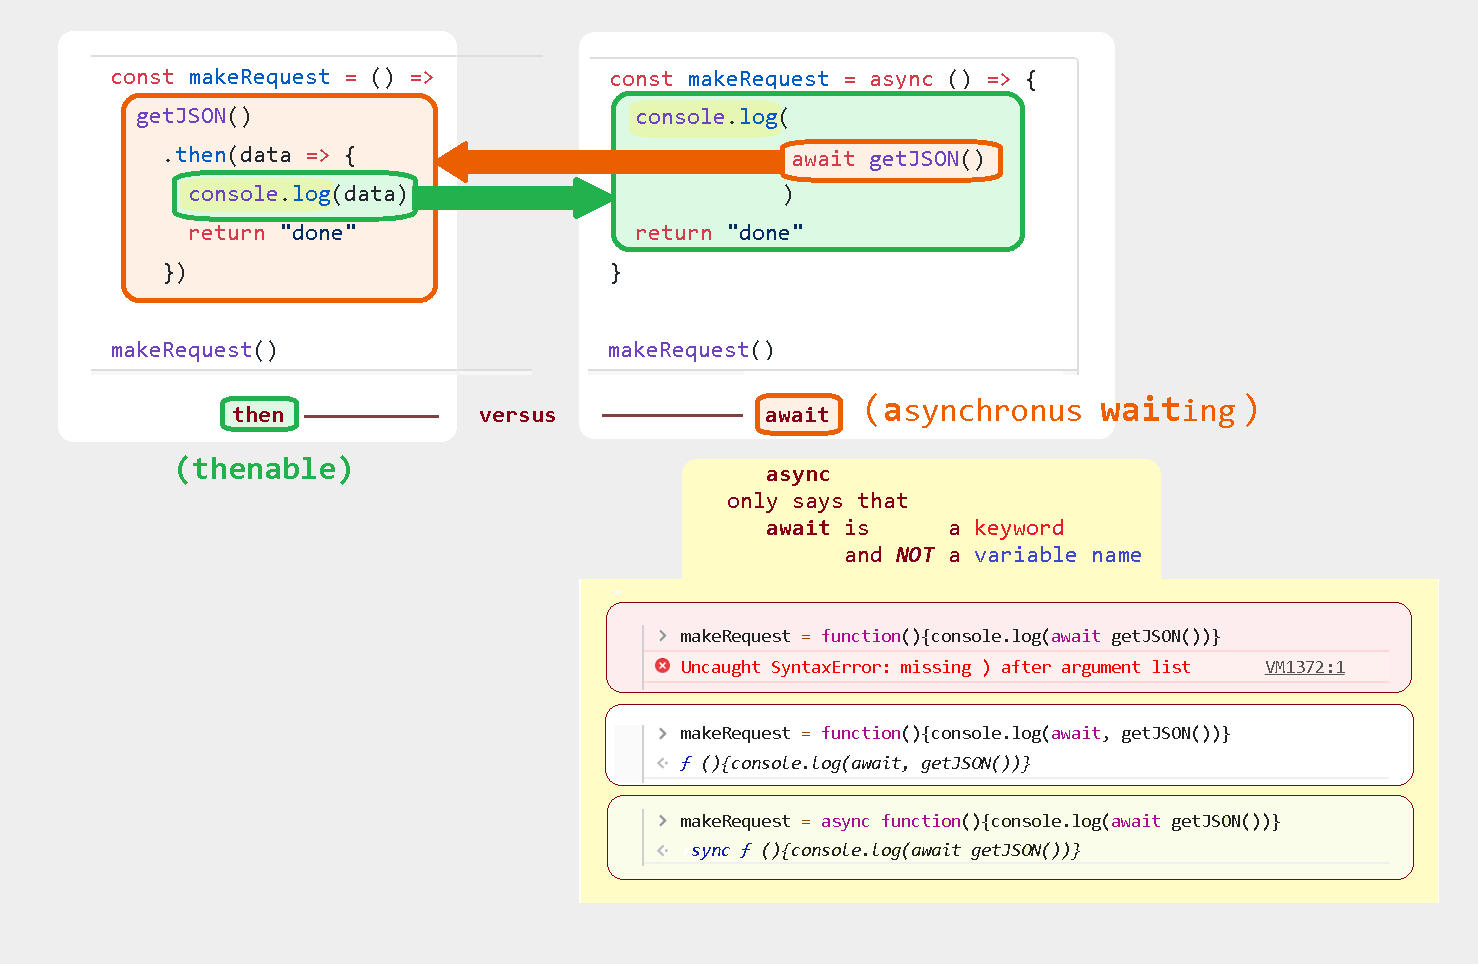 const makeRequest = () =>
getJSON()
.then(data => {
console.log(data)
return "done"
})
makeRequest()
const makeRequest = async () => {
console.log(
await getJSON()
)
return "done"
}
makeRequest()
then versus await (asynchronus waiting)
(thenable)
async
only says that
await is a keyword
and NOT a variable name
> makeRequest = function(){console.log(await getJSON())}
Uncaught SyntaxError: missing ) after argument list VM1372:1
> makeRequest = function(){console.log(await, getJSON())}
ƒ (){console.log(await, getJSON())}
> makeRequest = async function(){console.log(await getJSON())}
sync ƒ (){console.log(await getJSON())}